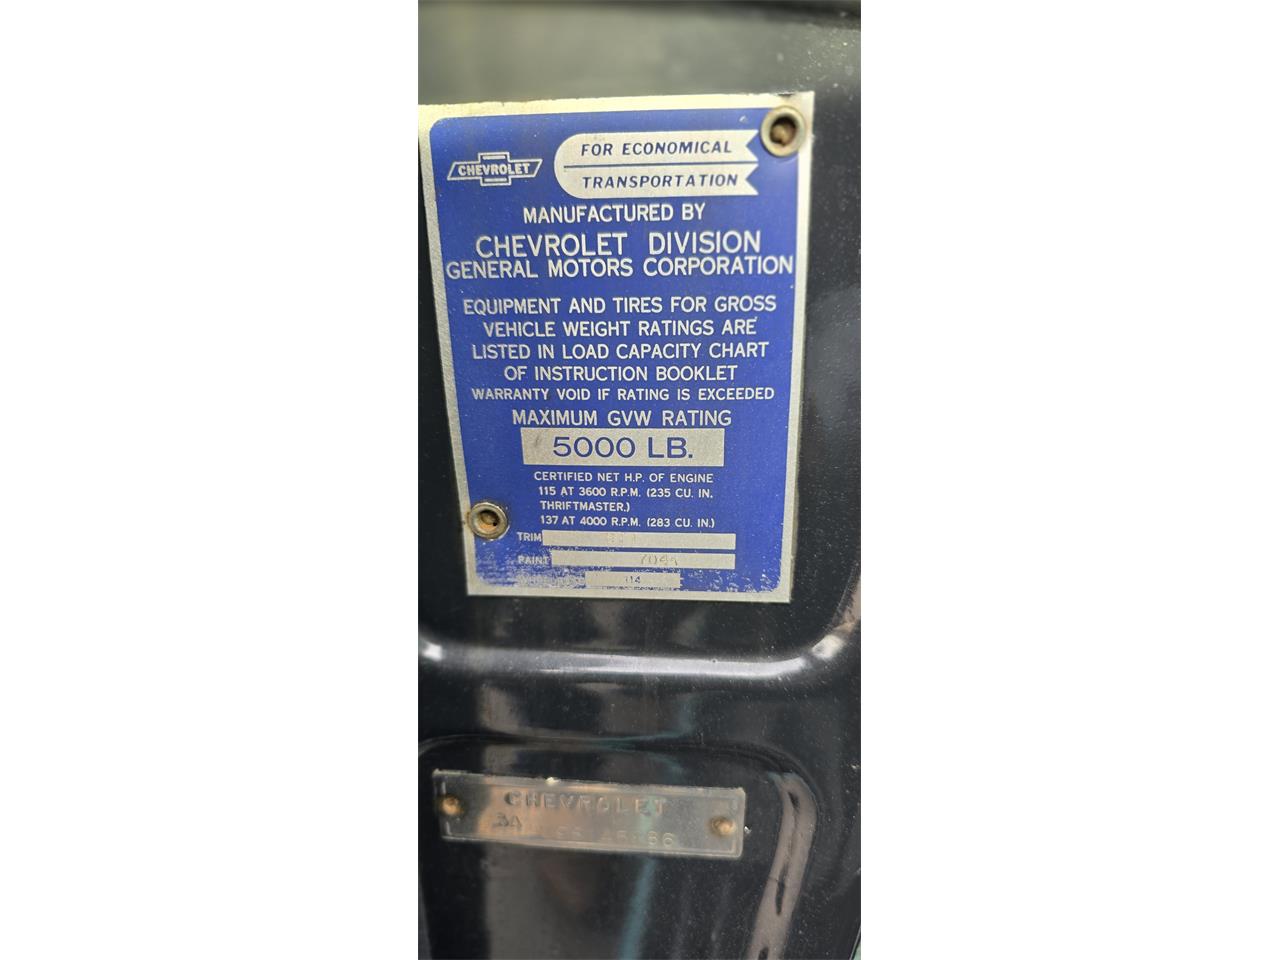 CHEVROLET
FOR ECONOMICAL
TRANSPORTATION
MANUFACTURED BY
CHEVROLET DIVISION
GENERAL MOTORS CORPORATION
EQUIPMENT AND TIRES FOR GROSS
VEHICLE WEIGHT RATINGS ARE
LISTED IN LOAD CAPACITY CHART
OF INSTRUCTION BOOKLET
WARRANTY VOID IF RATING IS EXCEEDED
MAXIMUM GVW RATING
5000 LB.
CERTIFIED NET H.P. OF ENGINE
115 AT 3600 R.P.M. (235 CU. IN.
THRIFTMASTER.)
137 AT 4000 R.P.M. (283 CU. IN.)
TRIM
PAINT
114
CHEVROLET
3A